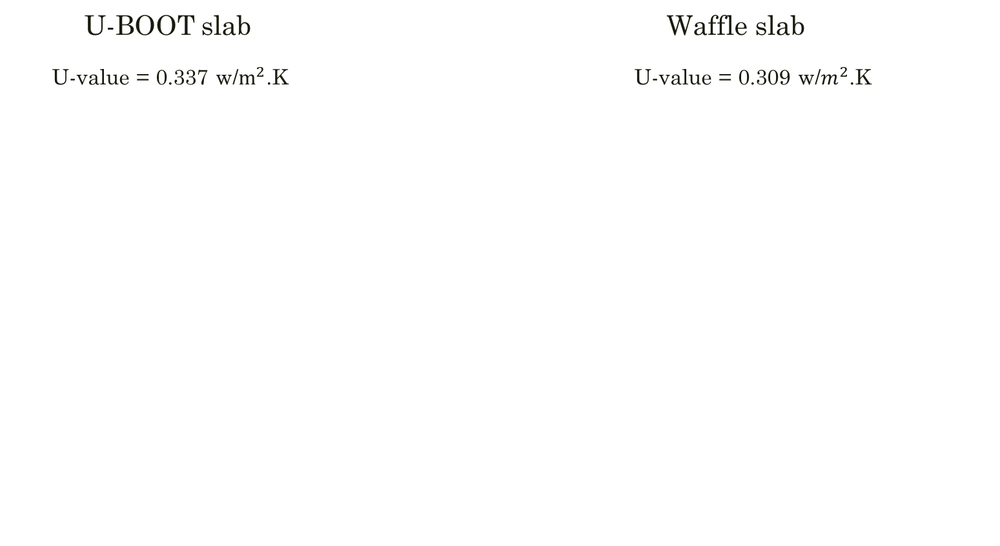 U-BOOT slab
U-value = 0.337 w/m².K
Waffle slab
U-value = 0.309 w/m².K